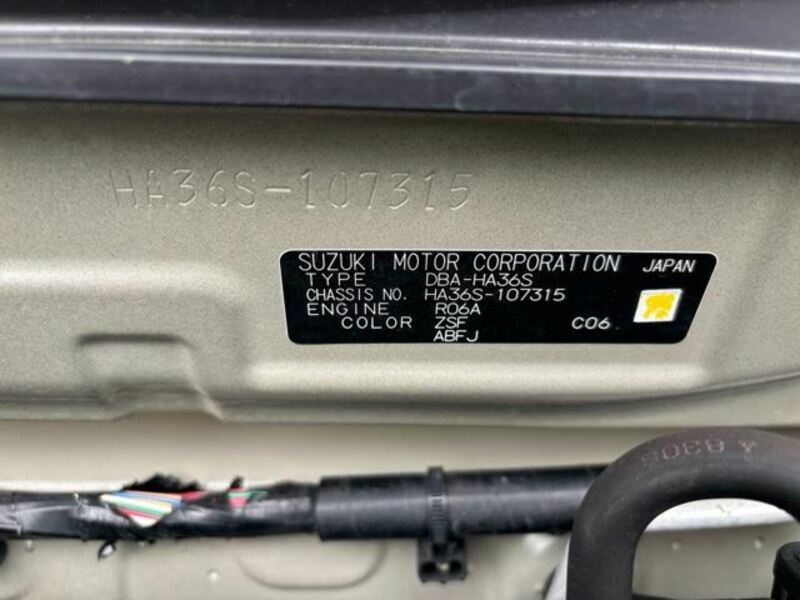 HA36S-107315
SUZUKI MOTOR CORPORATION JAPAN
TYPE DBA-HA36S
CHASSIS NO. HA36S-107315
ENGINE R06A
COLOR ZSF C06
ABFJ